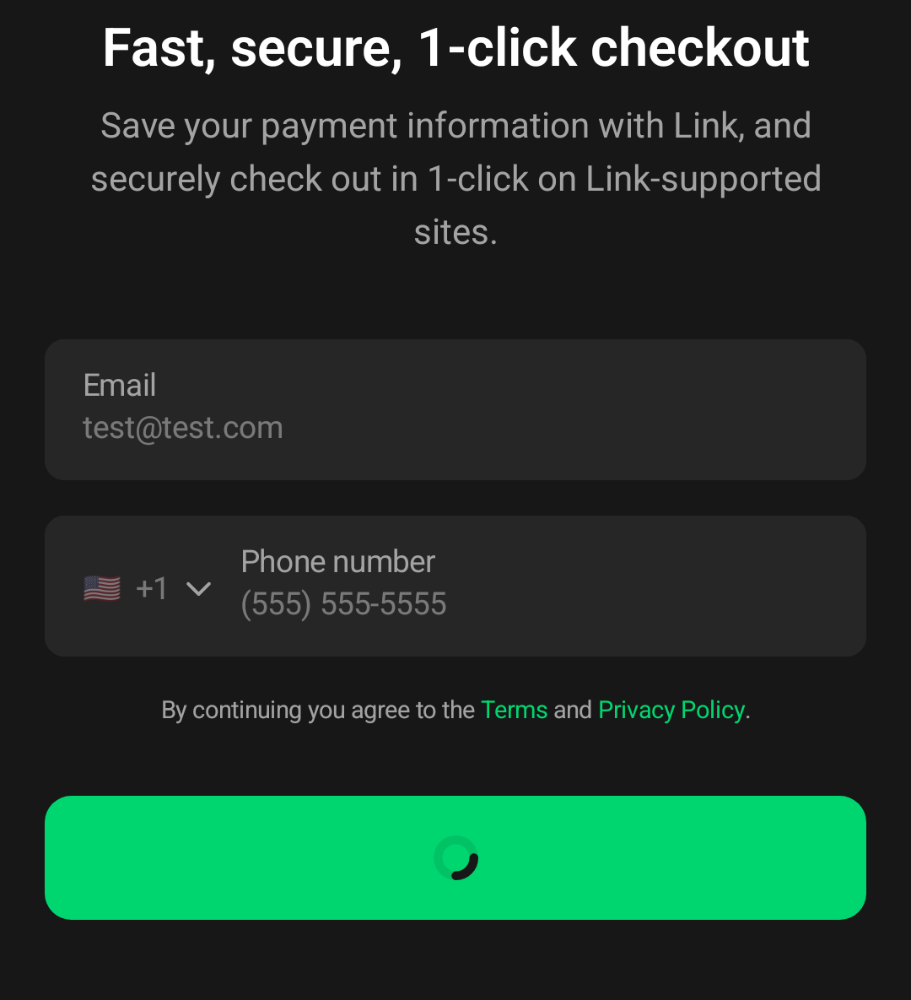 Fast, secure, 1-click checkout
Save your payment information with Link, and
securely check out in 1-click on Link-supported
sites.
Email
test@test.com
Phone number
+1
(555) 555-5555
By continuing you agree to the Terms and Privacy Policy.